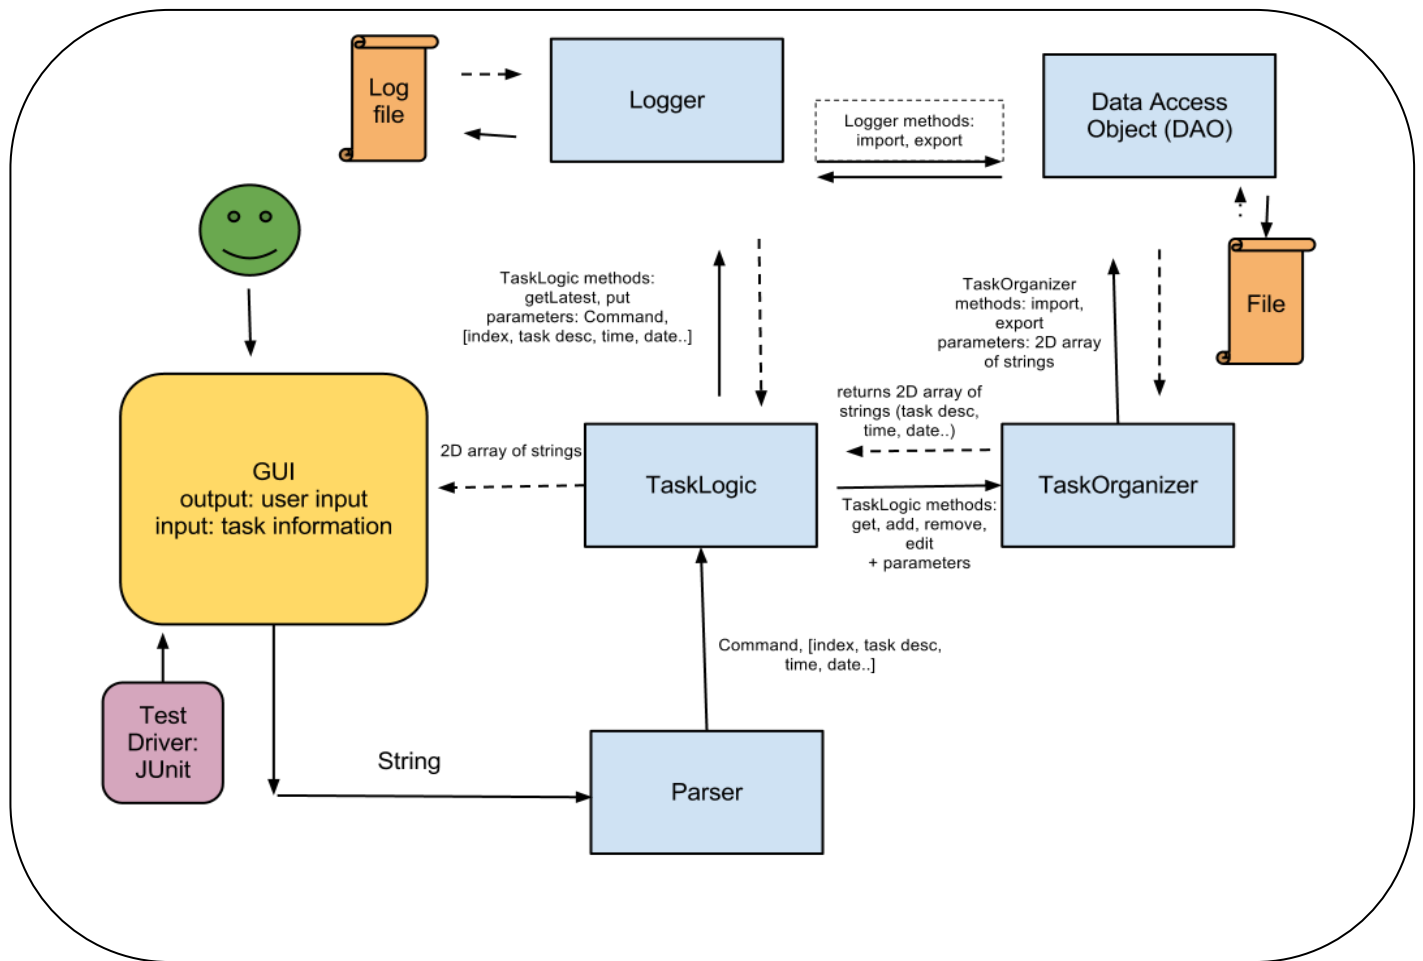 Log
file
Logger
Logger methods:
import, export
Data Access
Object (DAO)
TaskLogic methods:
getLatest, put
parameters: Command,
[index, task desc, time, date..]
TaskOrganizer
methods: import,
export
parameters: 2D array
of strings
File
returns 2D array of
strings (task desc,
time, date..)
GUI
output: user input
input: task information
2D array of strings
TaskLogic
TaskLogic methods:
get, add, remove,
edit
+ parameters
TaskOrganizer
Command, [index, task desc,
time, date..]
Test
Driver:
JUnit
String
Parser